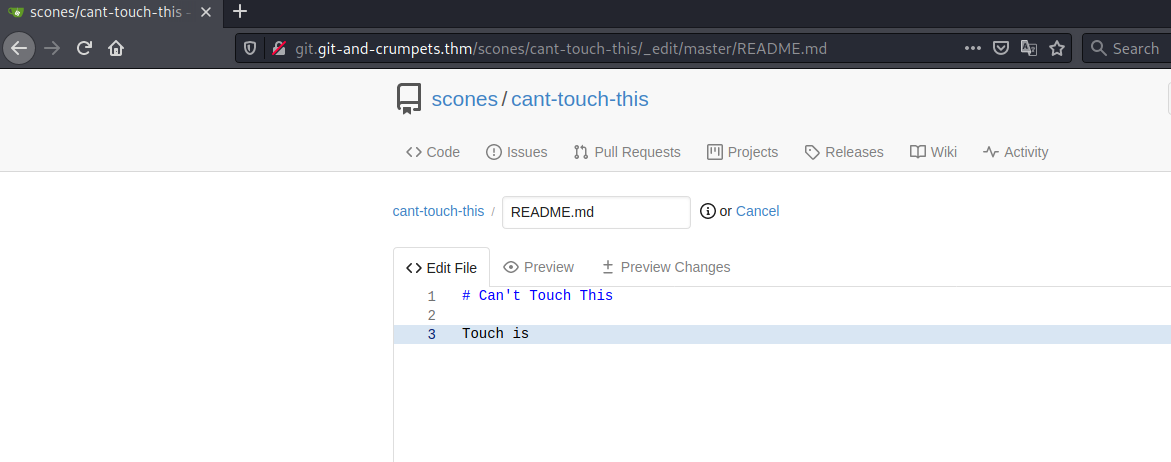 scones/cant-touch-this -
git.git-and-crumpets.thm/scones/cant-touch-this/_edit/master/README.md
Search
scones/cant-touch-this
Code Issues Pull Requests Projects Releases Wiki Activity
cant-touch-this / README.md or Cancel
Edit File Preview Preview Changes
1 # Can't Touch This
2
3 Touch is